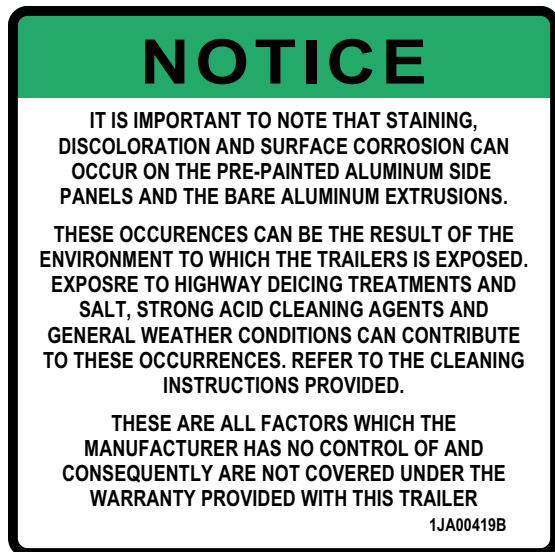 NOTICE
IT IS IMPORTANT TO NOTE THAT STAINING,
DISCOLORATION AND SURFACE CORROSION CAN
OCCUR ON THE PRE-PAINTED ALUMINUM SIDE
PANELS AND THE BARE ALUMINUM EXTRUSIONS.
THESE OCCURENCES CAN BE THE RESULT OF THE
ENVIRONMENT TO WHICH THE TRAILERS IS EXPOSED.
EXPOSRE TO HIGHWAY DEICING TREATMENTS AND
SALT, STRONG ACID CLEANING AGENTS AND
GENERAL WEATHER CONDITIONS CAN CONTRIBUTE
TO THESE OCCURRENCES. REFER TO THE CLEANING
INSTRUCTIONS PROVIDED.
THESE ARE ALL FACTORS WHICH THE
MANUFACTURER HAS NO CONTROL OF AND
CONSEQUENTLY ARE NOT COVERED UNDER THE
WARRANTY PROVIDED WITH THIS TRAILER
1JA00419B